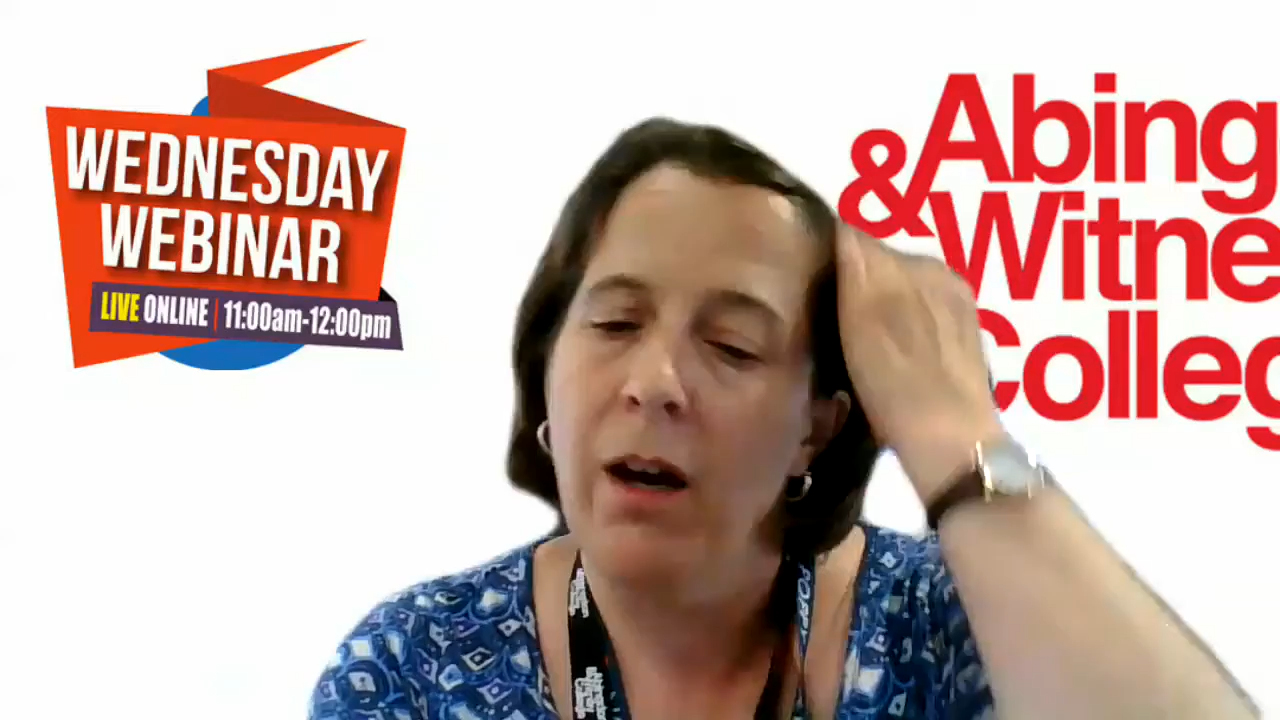 WEDNESDAY
WEBINAR
LIVE ONLINE | 11:00am-12:00pm
Abing
& Witne
Colleg